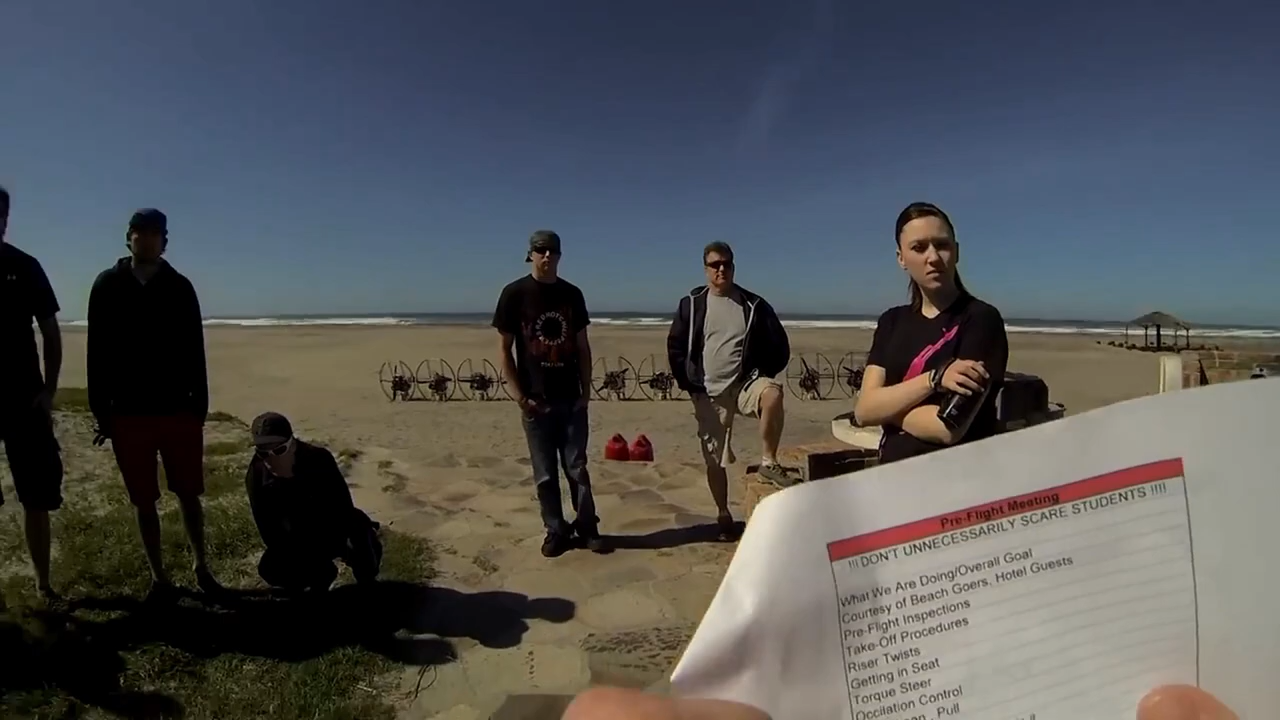 Pre-Flight Meeting
!!! DON'T UNNECESSARILY SCARE STUDENTS !!!!
What We Are Doing/Overall Goal
Courtesy of Beach Goers, Hotel Guests
Pre-Flight Inspections
Take-Off Procedures
Riser Twists
Getting in Seat
Torque Steer
Occilation Control
Pull